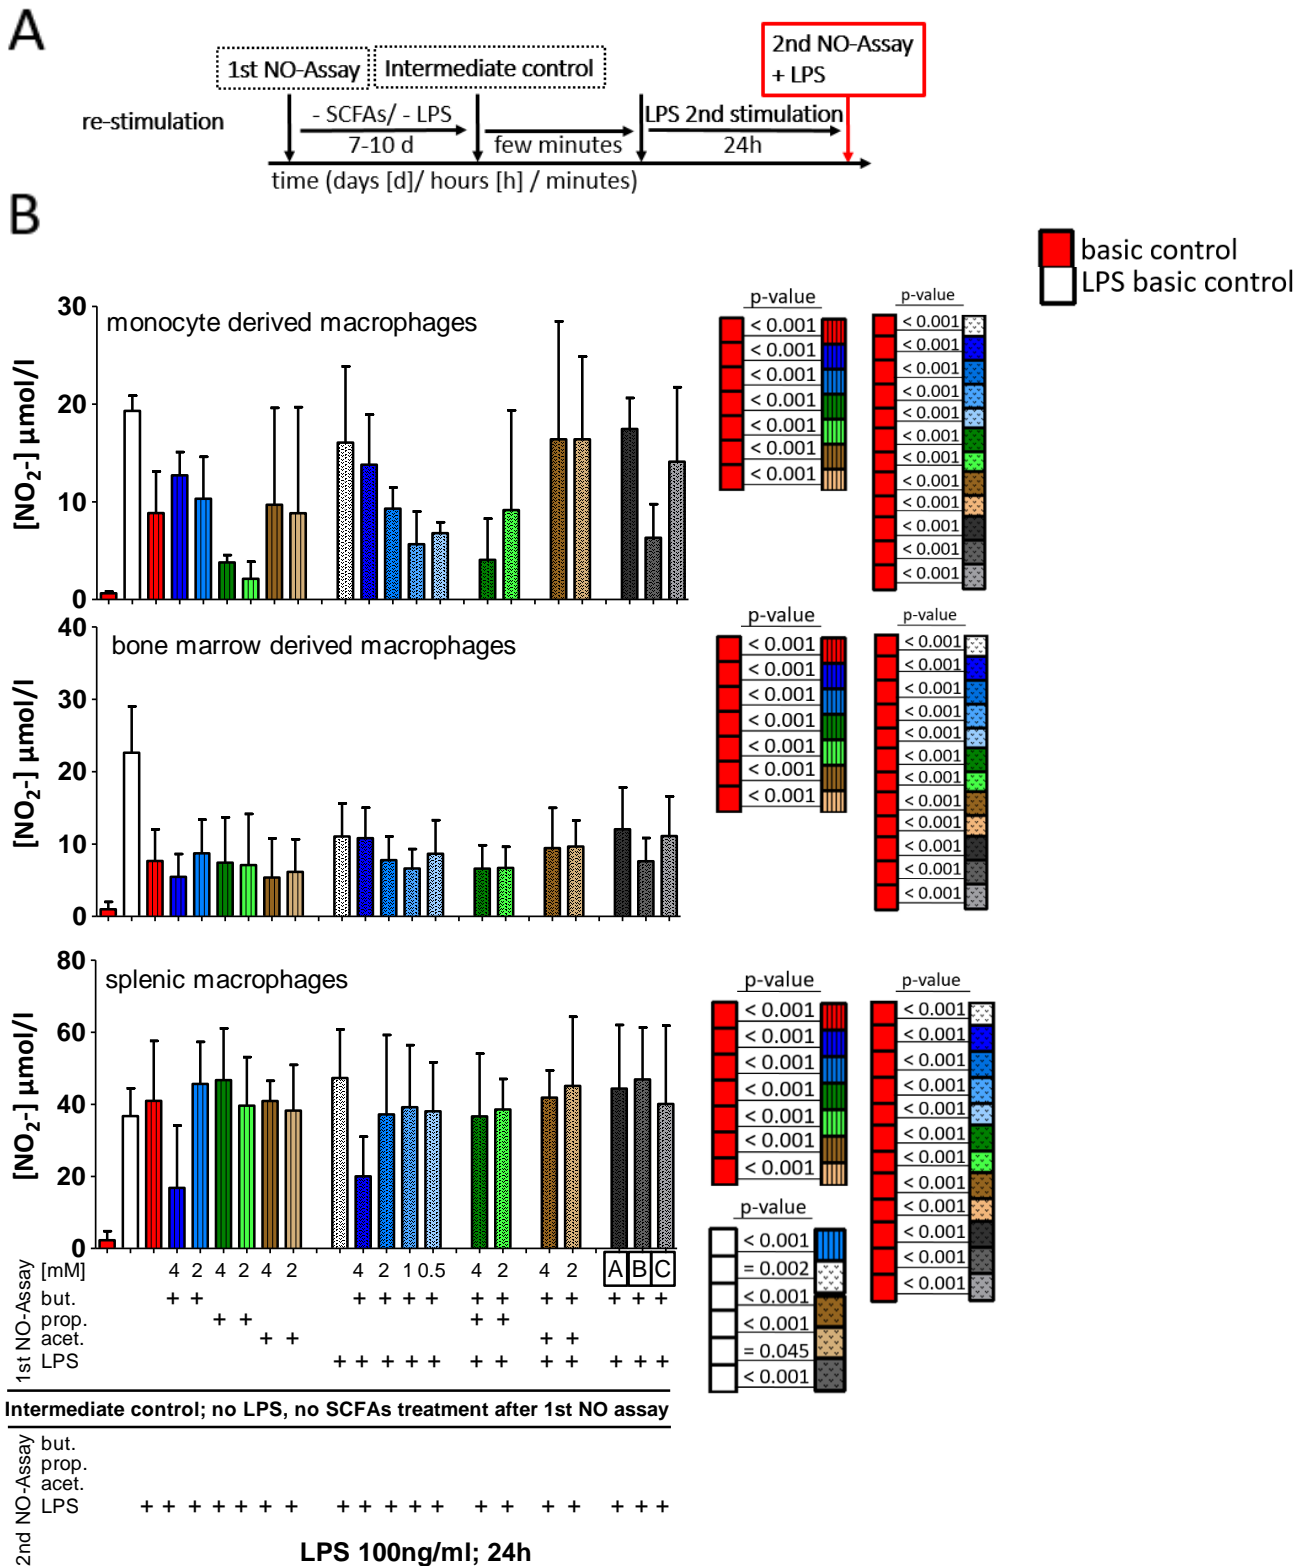 A
1st NO-Assay
Intermediate control
2nd NO-Assay
+ LPS
re-stimulation
- SCFAs/ - LPS
7-10 d
few minutes
LPS 2nd stimulation
24h
time (days [d]/ hours [h] / minutes)
B
basic control
LPS basic control
30
20
10
0
[NO2-] µmol/l
monocyte derived macrophages
p-value
< 0.001
< 0.001
< 0.001
< 0.001
< 0.001
< 0.001
< 0.001
p-value
< 0.001
< 0.001
< 0.001
< 0.001
< 0.001
< 0.001
< 0.001
< 0.001
< 0.001
< 0.001
< 0.001
< 0.001
40
30
20
10
0
[NO2-] µmol/l
bone marrow derived macrophages
p-value
< 0.001
< 0.001
< 0.001
< 0.001
< 0.001
< 0.001
< 0.001
p-value
< 0.001
< 0.001
< 0.001
< 0.001
< 0.001
< 0.001
< 0.001
< 0.001
< 0.001
< 0.001
< 0.001
< 0.001
80
60
40
20
0
[NO2-] µmol/l
splenic macrophages
p-value
< 0.001
< 0.001
< 0.001
< 0.001
< 0.001
< 0.001
< 0.001
p-value
< 0.001
= 0.002
< 0.001
< 0.001
= 0.045
< 0.001
p-value
< 0.001
< 0.001
< 0.001
< 0.001
< 0.001
< 0.001
< 0.001
< 0.001
< 0.001
< 0.001
< 0.001
< 0.001
1st NO-Assay
[mM] 4 2 4 2 4 2 4 2 1 0.5 4 2 4 2 A B C
but. + + + + + + + + + + + + +
prop. + + + +
acet. + + + +
LPS + + + + + + + + + + + +
Intermediate control; no LPS, no SCFAs treatment after 1st NO assay
2nd NO-Assay
but.
prop.
acet.
LPS + + + + + + + + + + + + + + + + + + +
LPS 100ng/ml; 24h